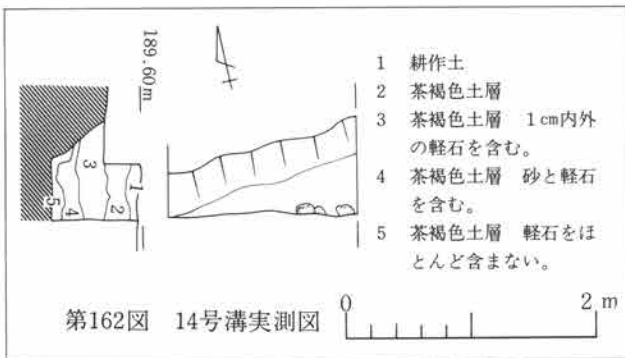 189.60m
1
2
3
4
5
1 耕作土
2 茶褐色土層
3 茶褐色土層 1cm内外
の軽石を含む。
4 茶褐色土層 砂と軽石
を含む。
5 茶褐色土層 軽石をほ
とんど含まない。
0 2 m
第162図 14号溝実測図